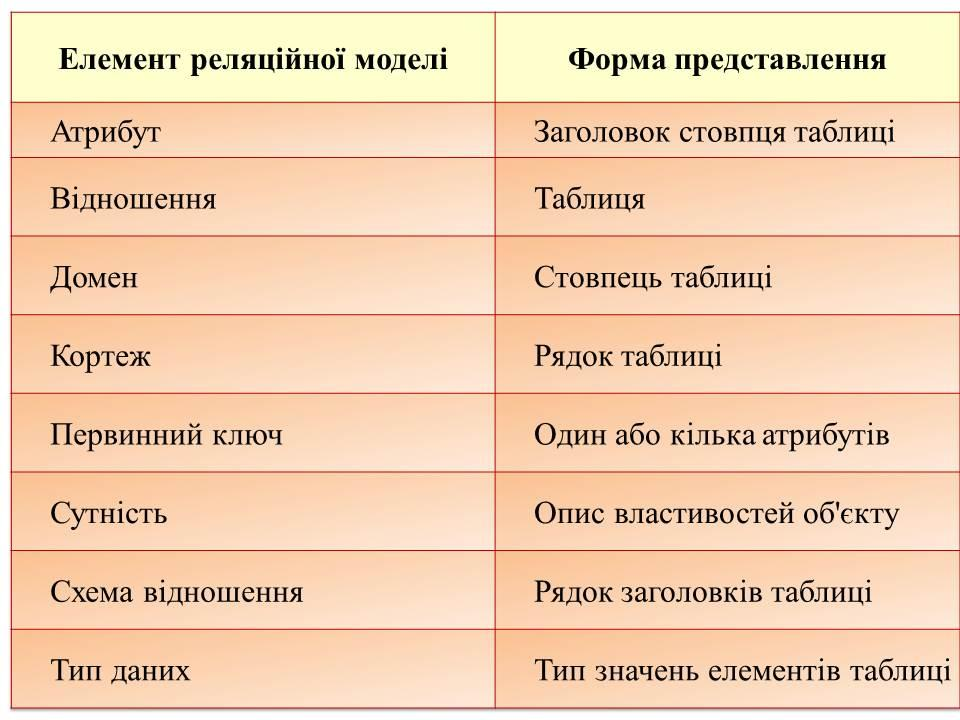 Елемент реляційної моделі
Форма представлення
Атрибут
Заголовок стовпця таблиці
Відношення
Таблиця
Домен
Стовпець таблиці
Кортеж
Рядок таблиці
Первинний ключ
Один або кілька атрибутів
Сутність
Опис властивостей об'єкту
Схема відношення
Рядок заголовків таблиці
Тип даних
Тип значень елементів таблиці